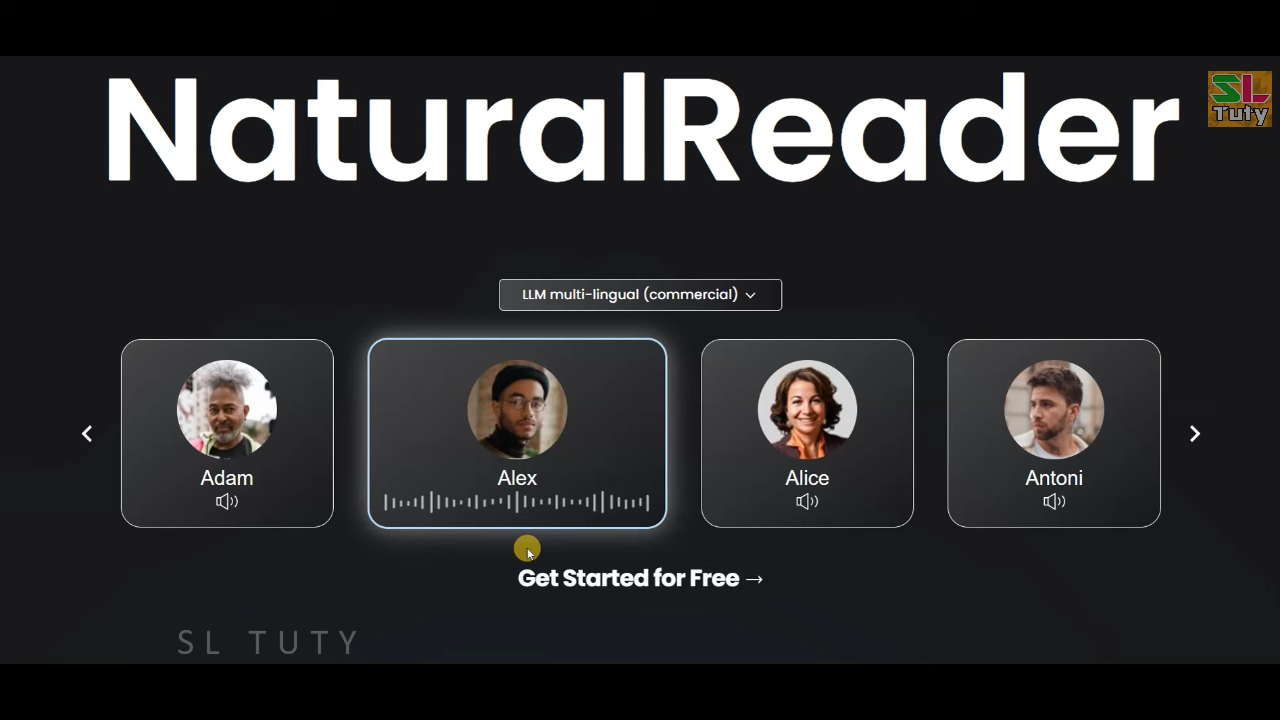 NaturalReader
SL
Tuty
LLM multi-lingual (commercial)
Adam
Alex
Alice
Antoni
Get Started for Free →
SL TUTY